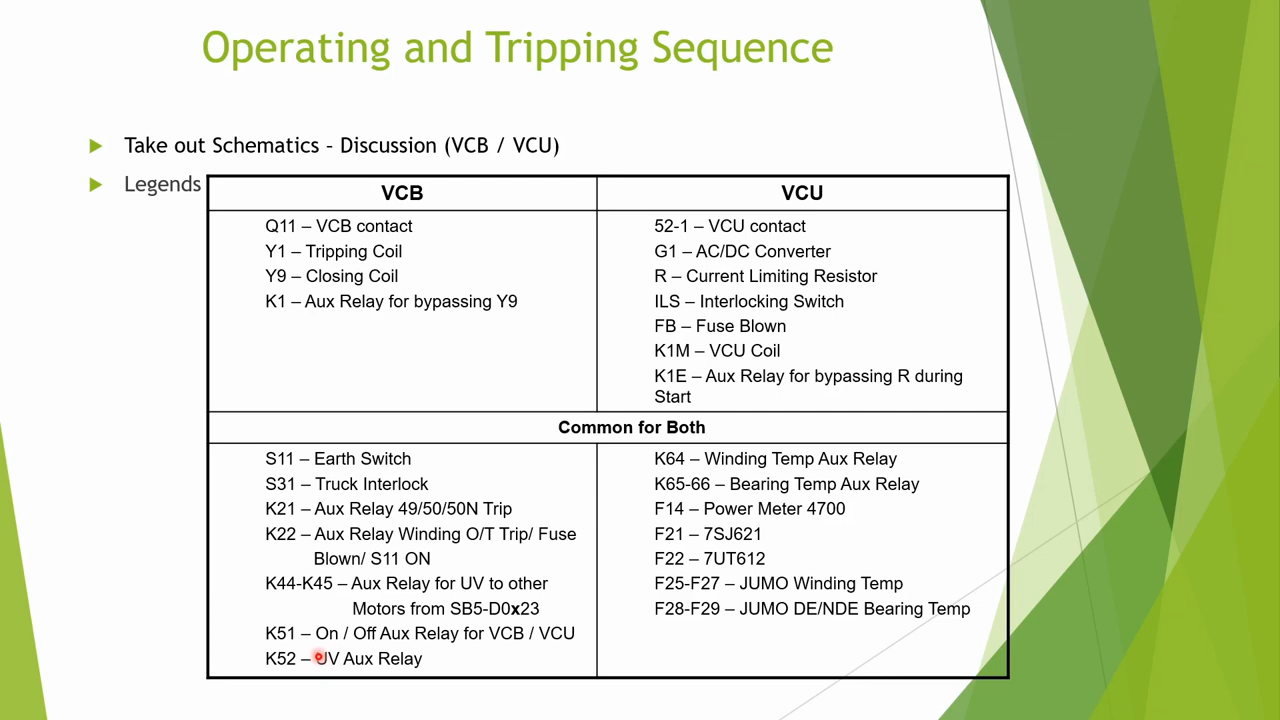 Operating and Tripping Sequence
Take out Schematics – Discussion (VCB / VCU)
Legends
VCB
Q11 – VCB contact
Y1 – Tripping Coil
Y9 – Closing Coil
K1 – Aux Relay for bypassing Y9
VCU
52-1 – VCU contact
G1 – AC/DC Converter
R – Current Limiting Resistor
ILS – Interlocking Switch
FB – Fuse Blown
K1M – VCU Coil
K1E – Aux Relay for bypassing R during
Start
Common for Both
S11 – Earth Switch
S31 – Truck Interlock
K21 – Aux Relay 49/50/50N Trip
K22 – Aux Relay Winding O/T Trip/ Fuse
Blown/ S11 ON
K44-K45 – Aux Relay for UV to other
Motors from SB5-D0x23
K51 – On / Off Aux Relay for VCB / VCU
K52 – UV Aux Relay
K64 – Winding Temp Aux Relay
K65-66 – Bearing Temp Aux Relay
F14 – Power Meter 4700
F21 – 7SJ621
F22 – 7UT612
F25-F27 – JUMO Winding Temp
F28-F29 – JUMO DE/NDE Bearing Temp